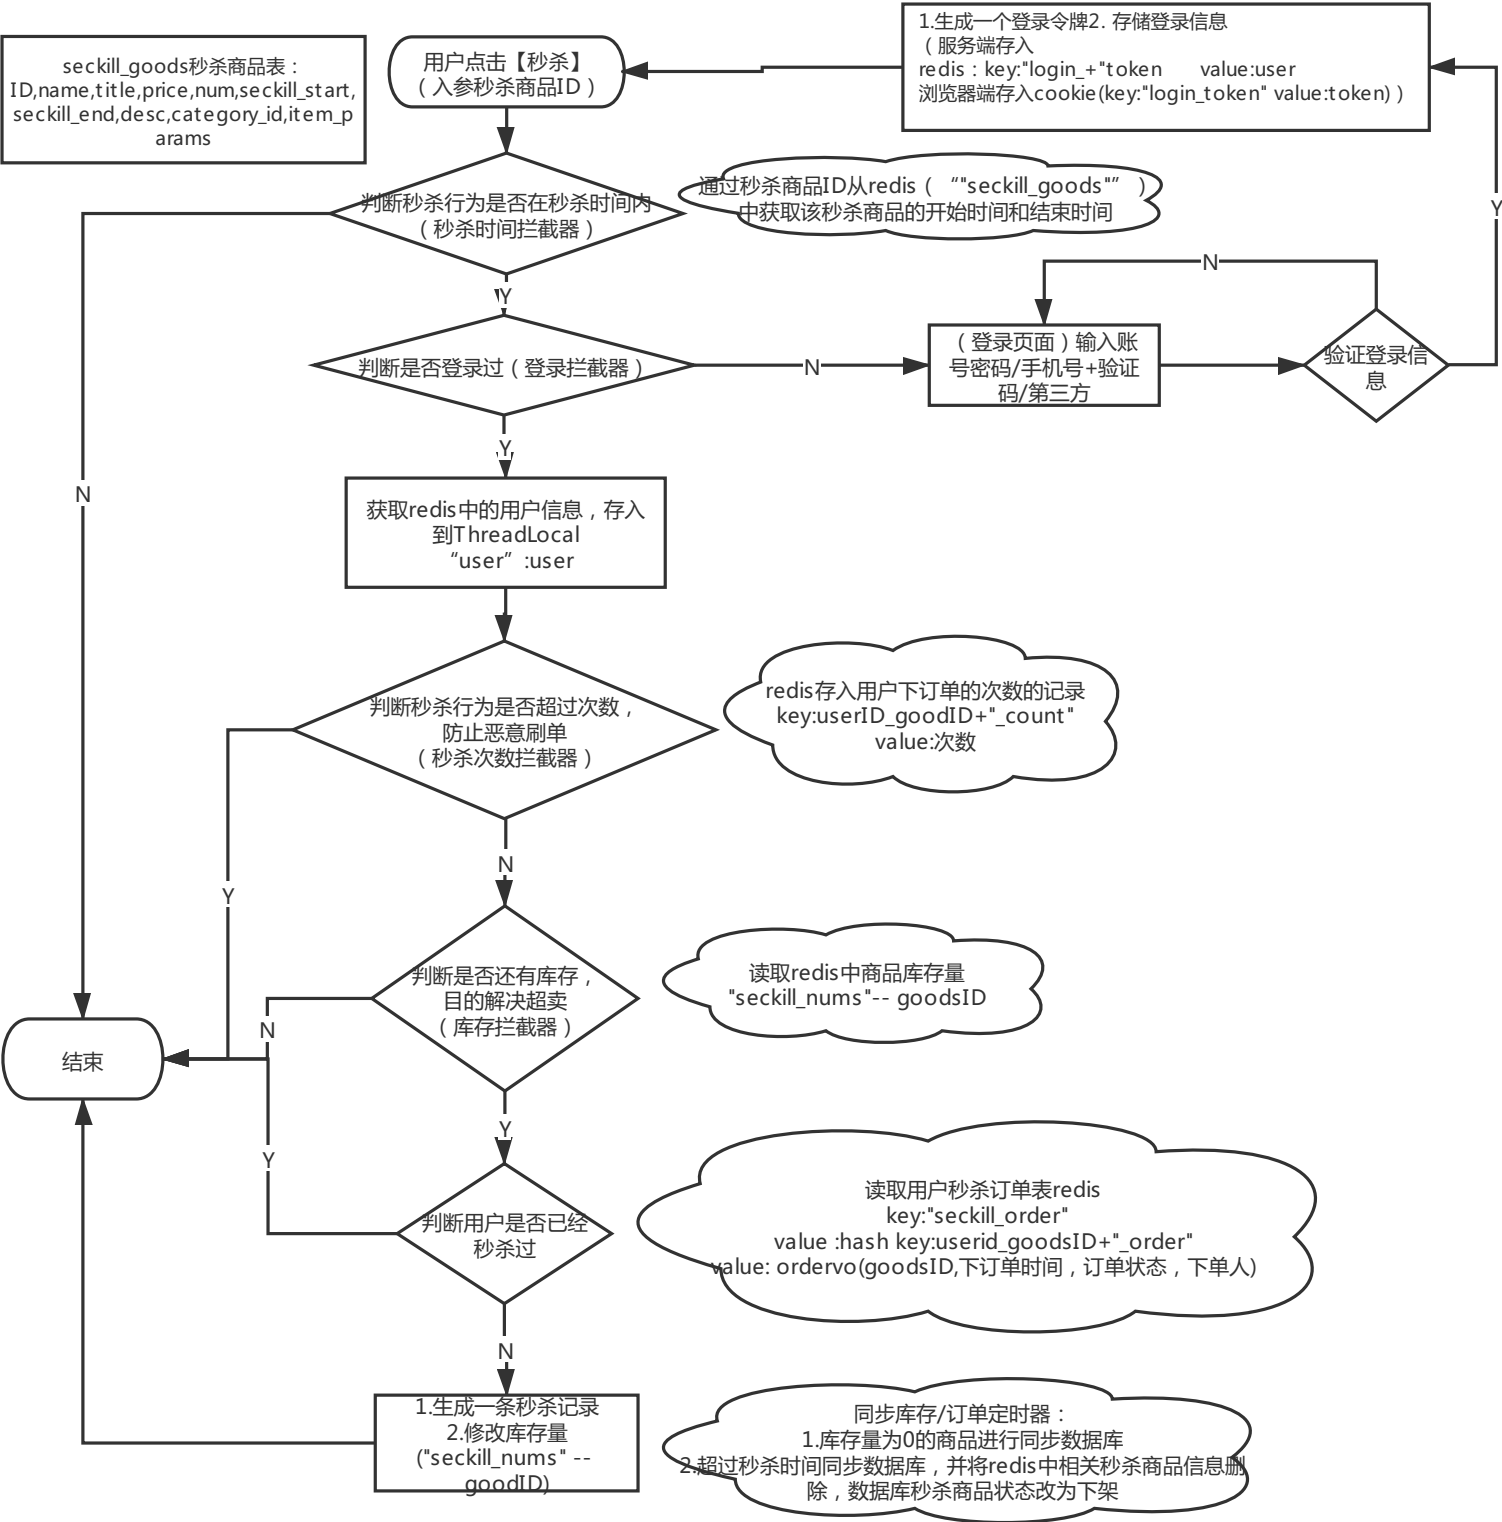 1.生成一个登录令牌2. 存储登录信息
（服务端存入
redis：key:"login_+"token value:user
浏览器端存入cookie(key:"login_token" value:token)）
seckill_goods秒杀商品表：
ID,name,title,price,num,seckill_start,
seckill_end,desc,category_id,item_p
arams
用户点击【秒杀】
（入参秒杀商品ID）
判断秒杀行为是否在秒杀时间内
（秒杀时间拦截器）
通过秒杀商品ID从redis（ “"seckill_goods"” ）
中获取该秒杀商品的开始时间和结束时间
Y
N
Y
判断是否登录过（登录拦截器）
N
（登录页面）输入账
号密码/手机号+验证
码/第三方
验证登录信
息
Y
N
获取redis中的用户信息，存入
到ThreadLocal
“user”:user
判断秒杀行为是否超过次数，
防止恶意刷单
（秒杀次数拦截器）
redis存入用户下订单的次数的记录
key:userID_goodID+"_count"
value:次数
N
Y
判断是否还有库存，
目的解决超卖
（库存拦截器）
读取redis中商品库存量
"seckill_nums"-- goodsID
N
结束
Y
Y
判断用户是否已经
秒杀过
读取用户秒杀订单表redis
key:"seckill_order"
value :hash key:userid_goodsID+"_order"
value: ordervo(goodsID,下订单时间，订单状态，下单人)
N
1.生成一条秒杀记录
2.修改库存量
("seckill_nums" --
goodID)
同步库存/订单定时器：
1.库存量为0的商品进行同步数据库
2.超过秒杀时间同步数据库，并将redis中相关秒杀商品信息删
除，数据库秒杀商品状态改为下架